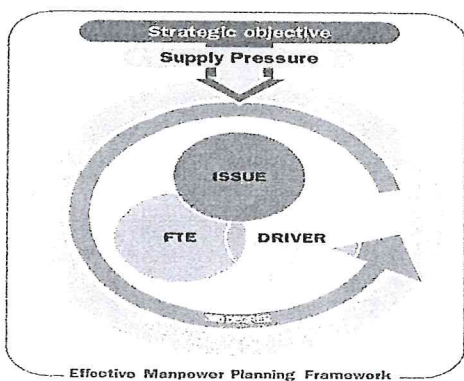 Strategic objective
Supply Pressure
ISSUE
FTE
DRIVER
Effective Manpower Planning Framework